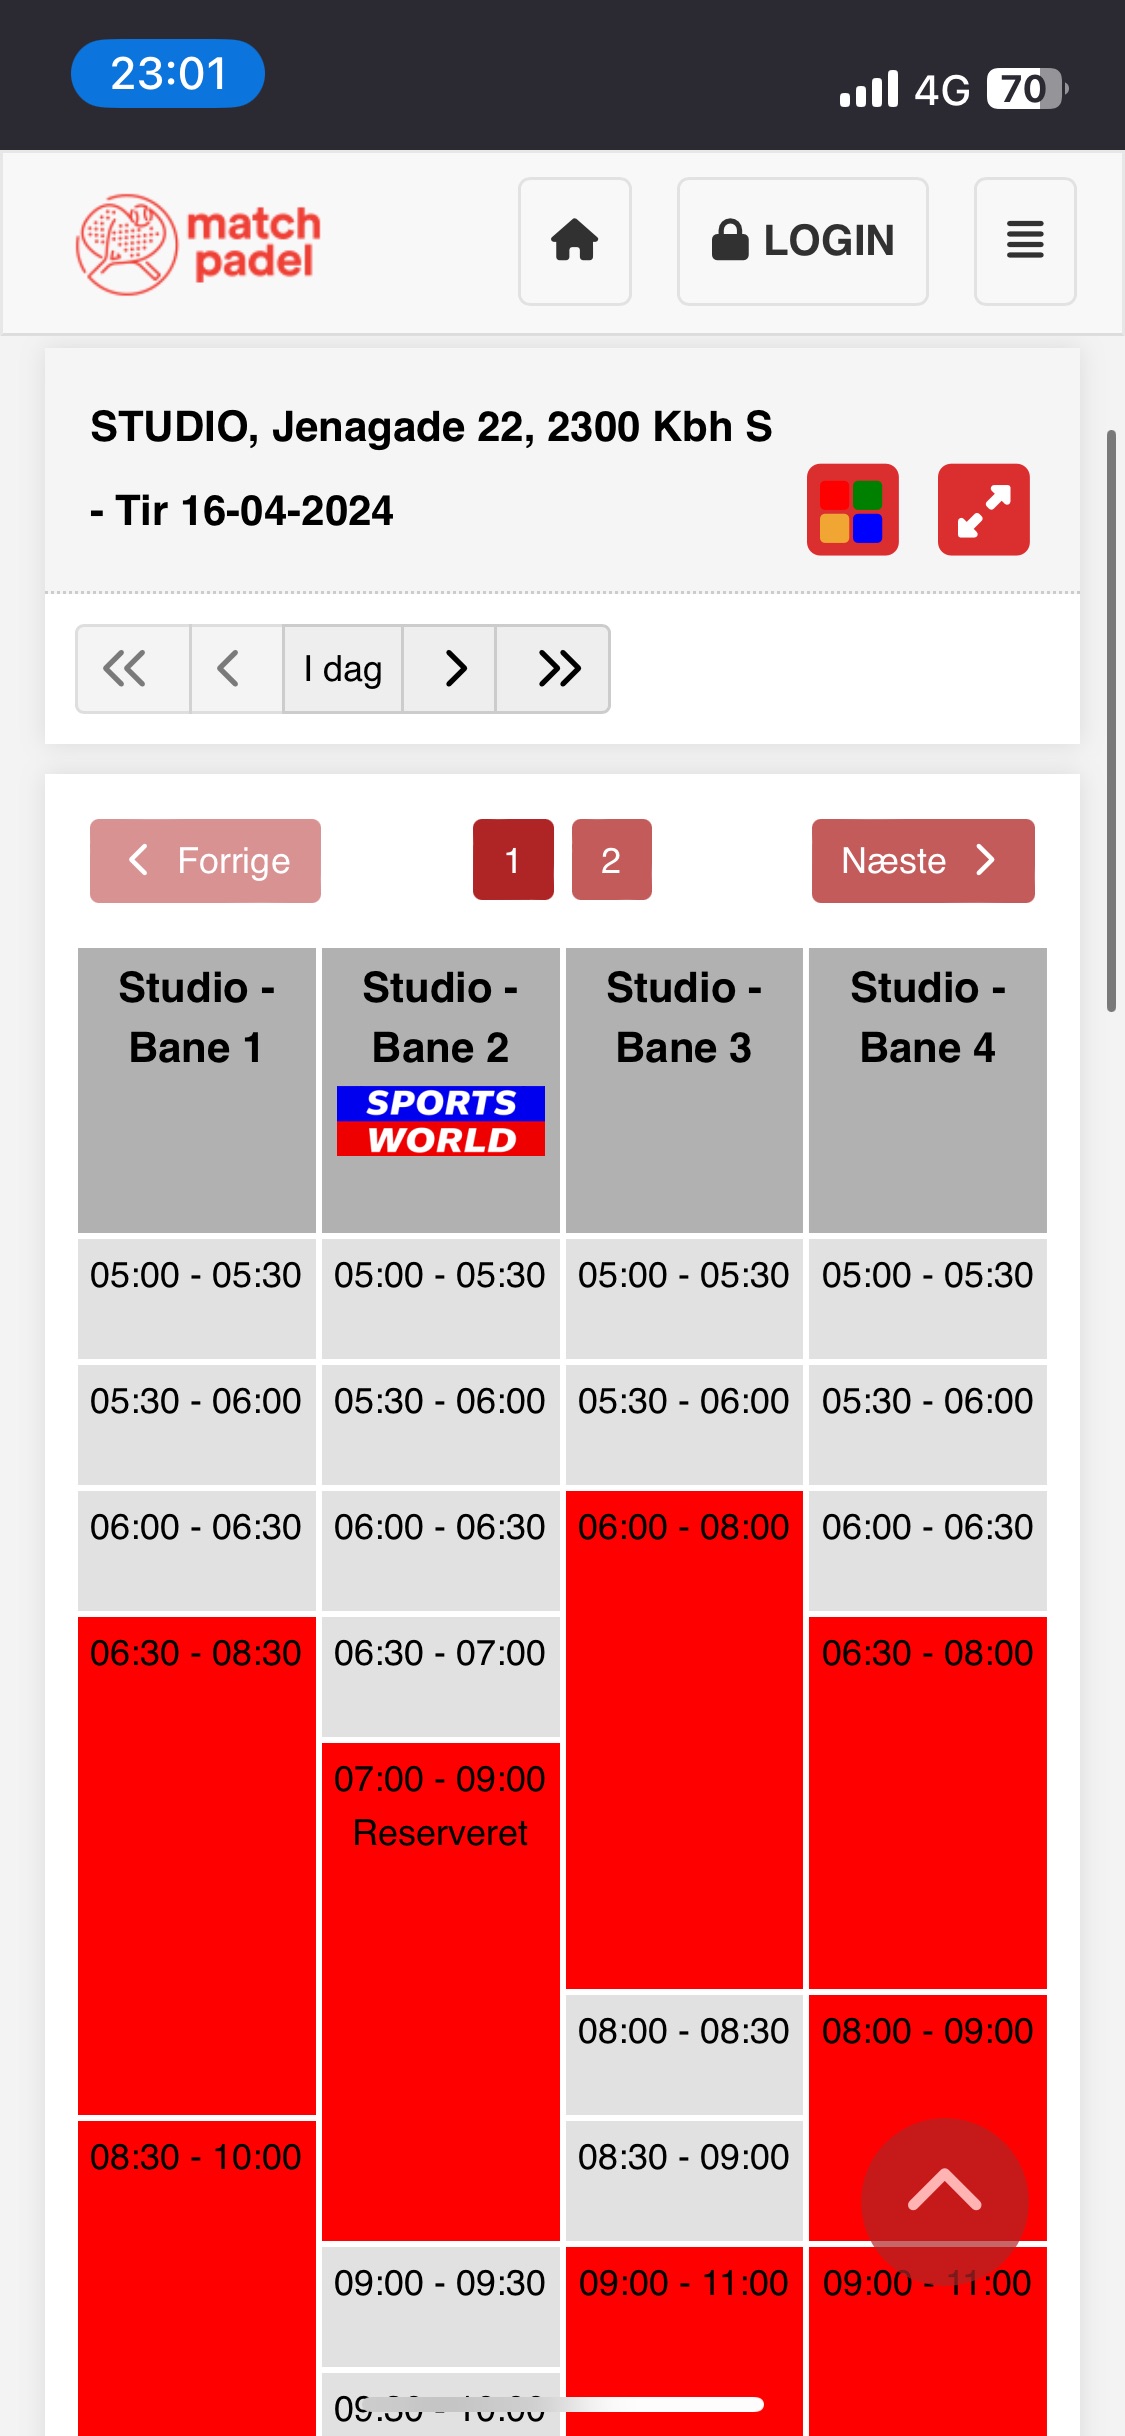 23:01
4G 70
match
padel
LOGIN
STUDIO, Jenagade 22, 2300 Kbh S
- Tir 16-04-2024
I dag
Forrige
1
2
Næste
Studio - Studio - Studio - Studio -
Bane 1 Bane 2 Bane 3 Bane 4
SPORTS
WORLD
05:00 - 05:30 05:00 - 05:30 05:00 - 05:30 05:00 - 05:30
05:30 - 06:00 05:30 - 06:00 05:30 - 06:00 05:30 - 06:00
06:00 - 06:30 06:00 - 06:30 06:00 - 08:00 06:00 - 06:30
06:30 - 08:30 06:30 - 07:00 06:30 - 08:00
07:00 - 09:00
Reserveret
08:00 - 08:30 08:00 - 09:00
08:30 - 10:00 08:30 - 09:00
09:00 - 09:30 09:00 - 11:00 09:00 - 11:00
09:30 - 10:00